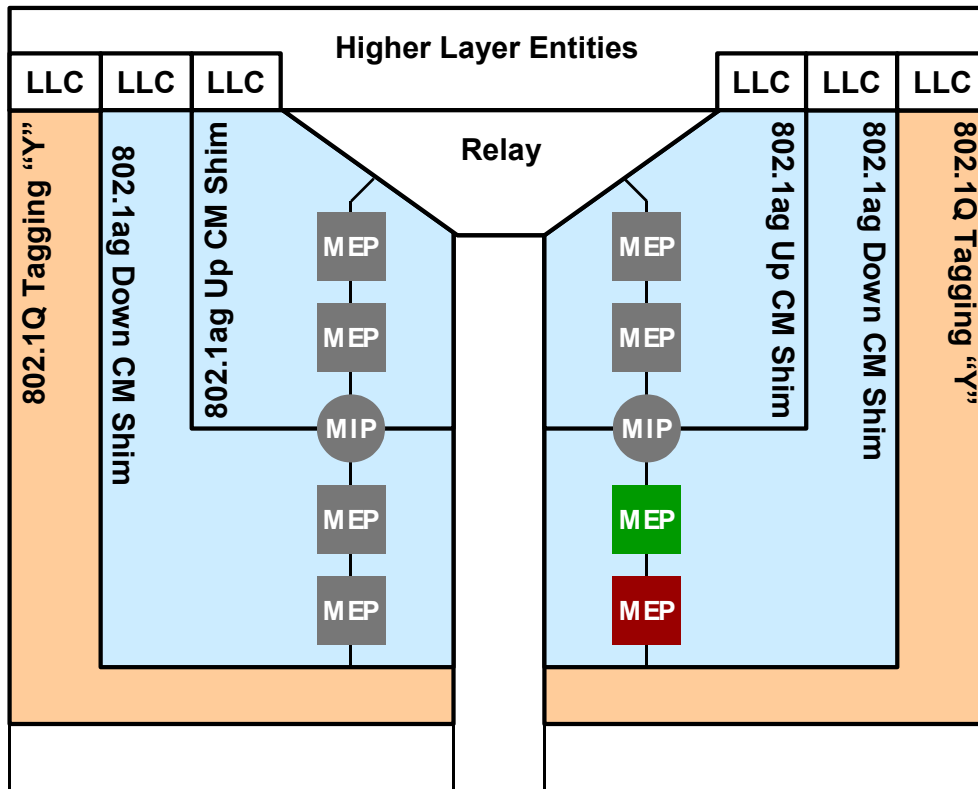 Higher Layer Entities
LLC
LLC
LLC
LLC
LLC
LLC
Relay
802.1Q Tagging “Y”
802.1ag Down CM Shim
802.1ag Up CM Shim
802.1ag Up CM Shim
802.1ag Down CM Shim
802.1Q Tagging “Y”
MEP
MEP
MEP
MEP
MIP
MIP
MEP
MEP
MEP
MEP